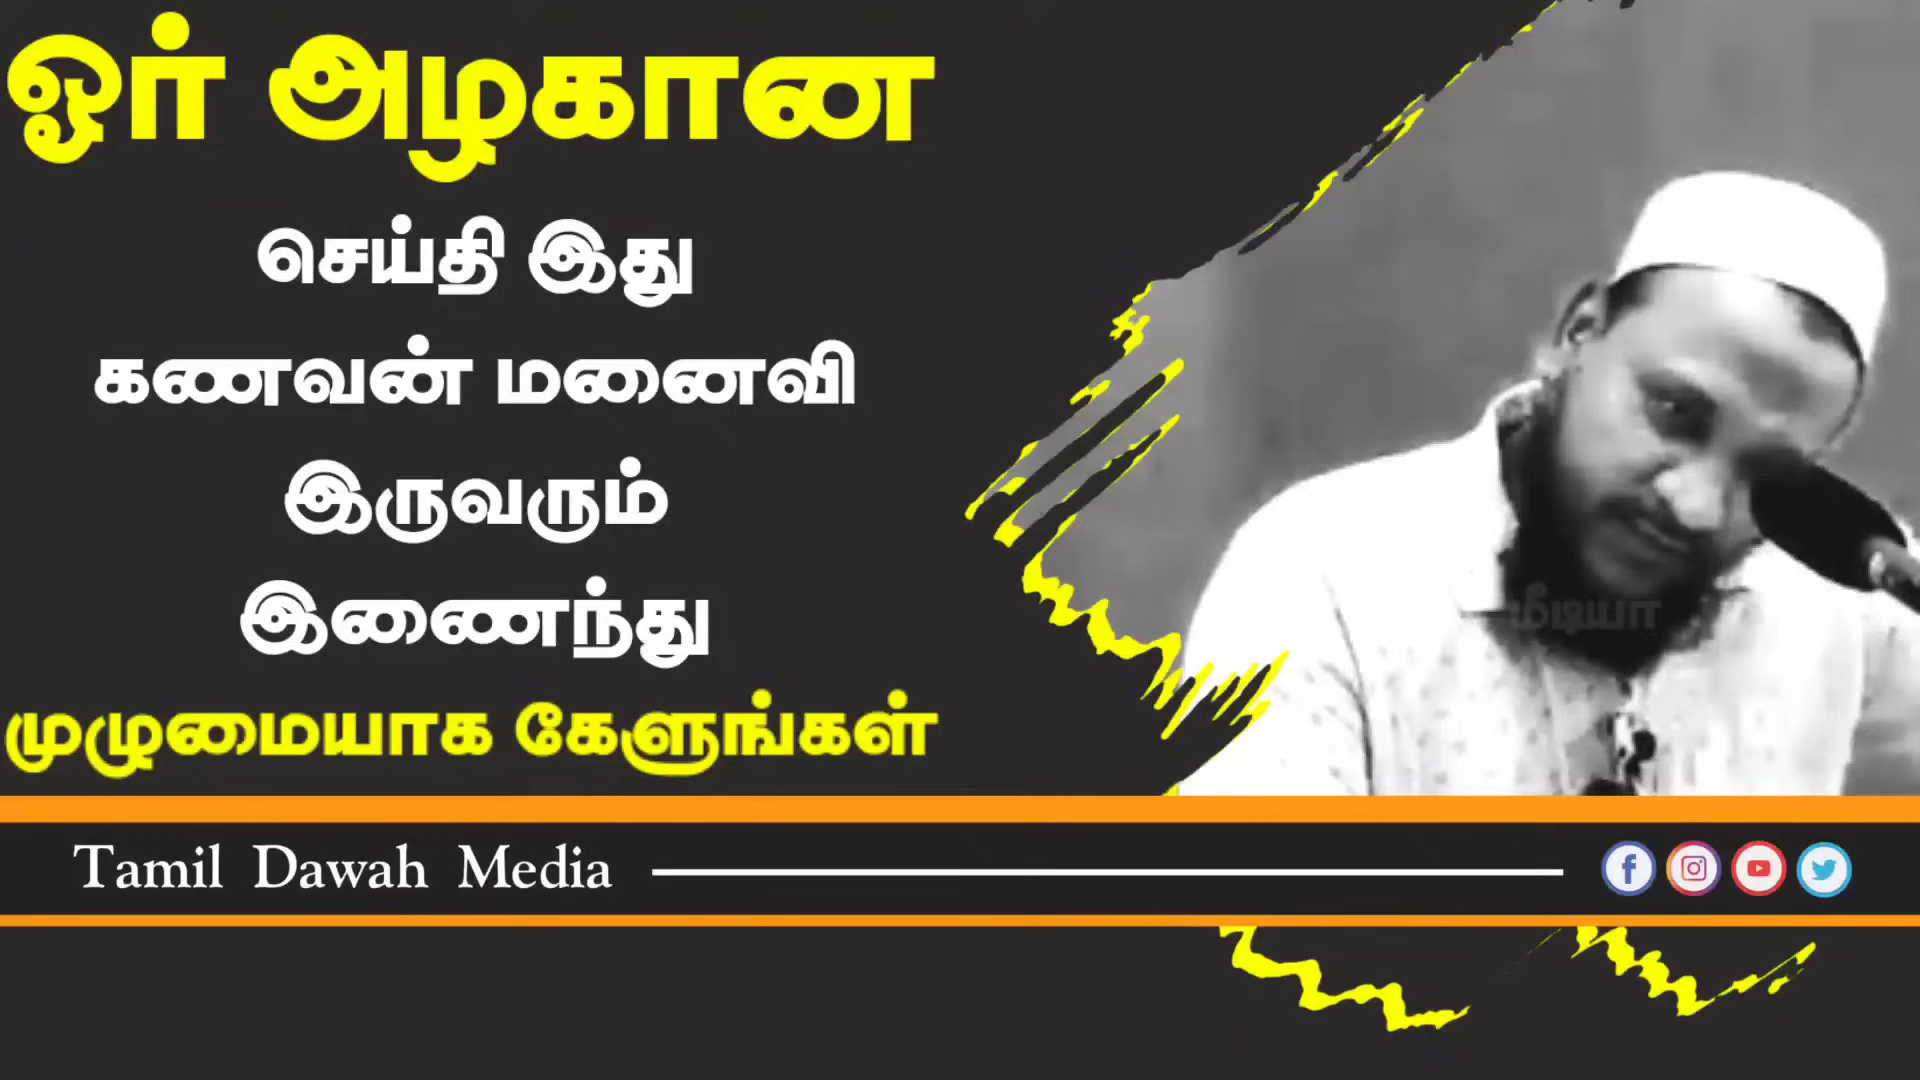 ஓர் அழகான
செய்தி இது
கணவன் மனைவி
இருவரும்
இணைந்து
முழுமையாக கேளுங்கள்
மீடியா
Tamil Dawah Media